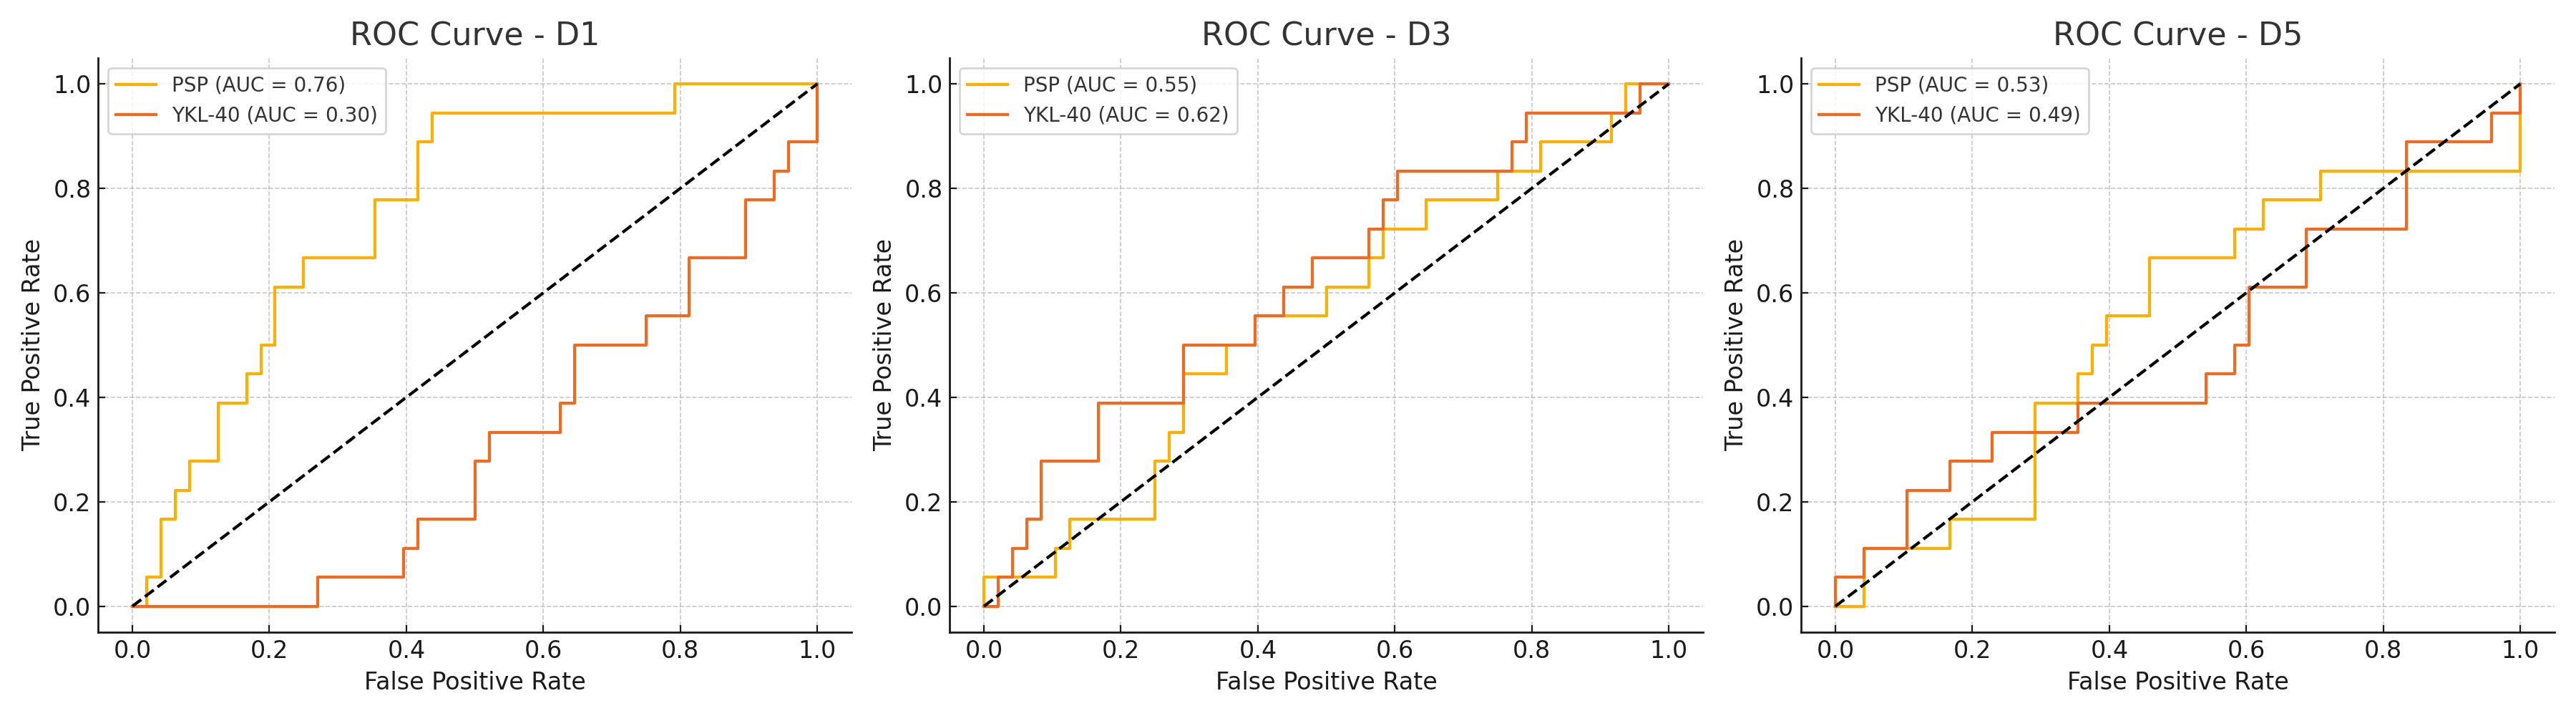 ROC Curve - D1
PSP (AUC = 0.76)
YKL-40 (AUC = 0.30)
True Positive Rate
1.0
0.8
0.6
0.4
0.2
0.0
0.0 0.2 0.4 0.6 0.8 1.0
False Positive Rate
ROC Curve - D3
PSP (AUC = 0.55)
YKL-40 (AUC = 0.62)
True Positive Rate
1.0
0.8
0.6
0.4
0.2
0.0
0.0 0.2 0.4 0.6 0.8 1.0
False Positive Rate
ROC Curve - D5
PSP (AUC = 0.53)
YKL-40 (AUC = 0.49)
True Positive Rate
1.0
0.8
0.6
0.4
0.2
0.0
0.0 0.2 0.4 0.6 0.8 1.0
False Positive Rate